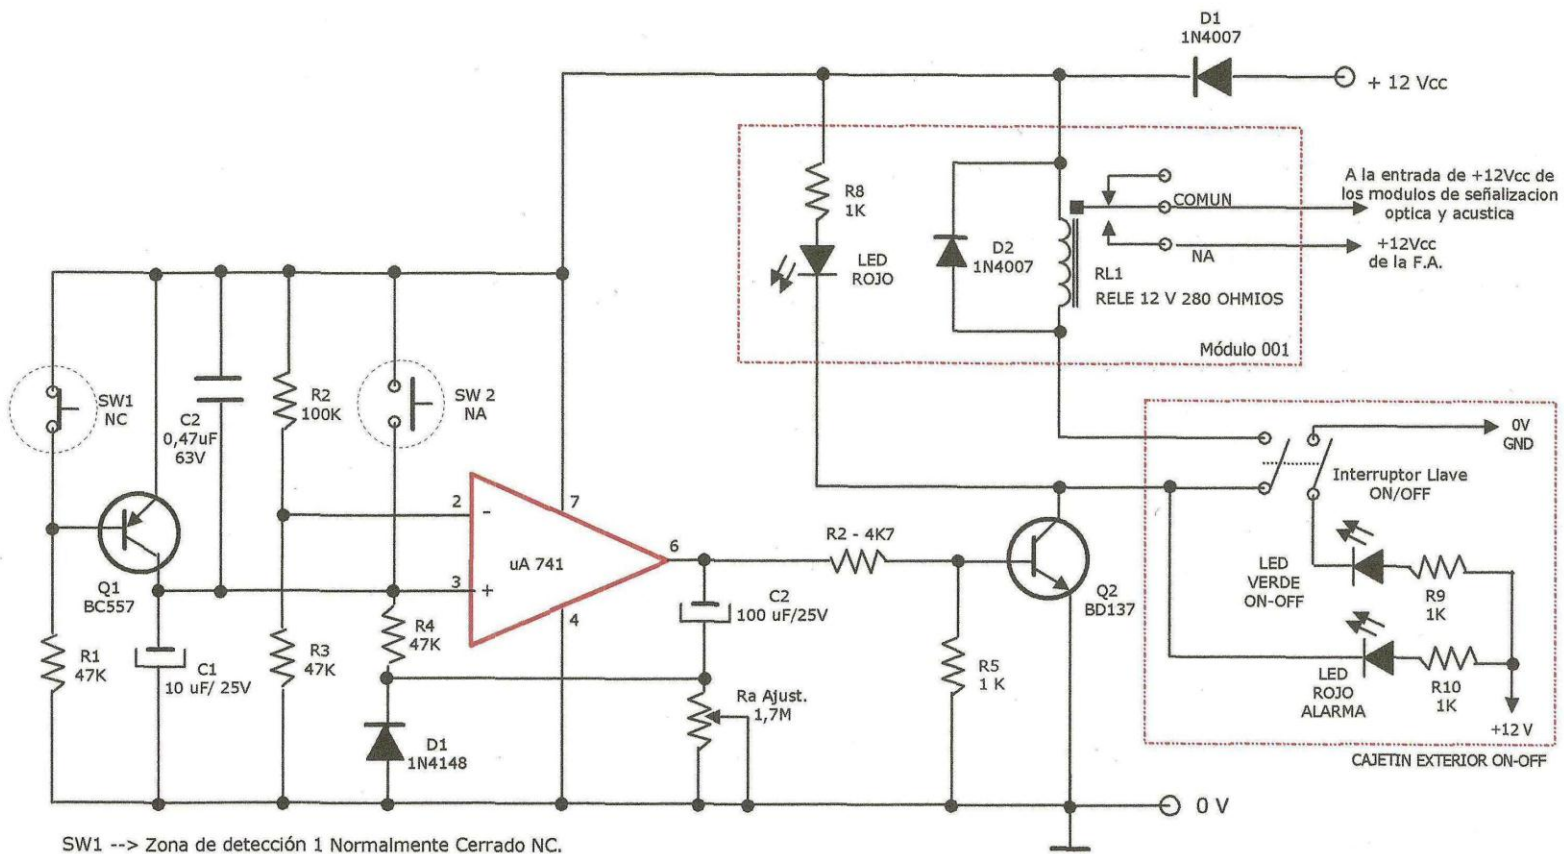 D1
1N4007
+ 12 Vcc
R8
1K
LED
ROJO
D2
1N4007
COMUN
NA
RL1
RELE 12 V 280 OHMIOS
Módulo 001
A la entrada de +12Vcc de
los modulos de señalizacion
optica y acustica
+12Vcc
de la F.A.
SW1
NC
C2
0,47uF
63V
R2
100K
SW 2
NA
Q1
BC557
R1
47K
C1
10 uF/ 25V
R3
47K
R4
47K
D1
1N4148
2
-
3
+
uA 741
7
4
6
C2
100 uF/25V
Ra Ajust.
1,7M
R2 - 4K7
R5
1 K
Q2
BD137
0V
GND
Interruptor Llave
ON/OFF
LED
VERDE
ON-OFF
R9
1K
LED
ROJO
ALARMA
R10
1K
+12 V
CAJETIN EXTERIOR ON-OFF
0 V
SW1 --> Zona de detección 1 Normalmente Cerrado NC.